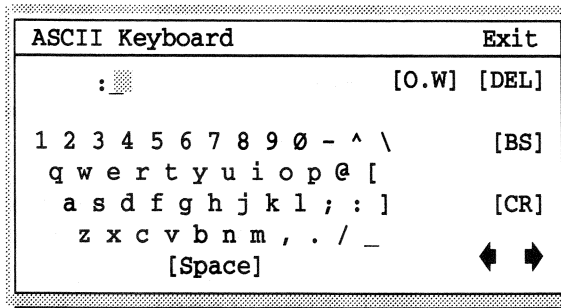 ASCII Keyboard Exit
:_ [O.W] [DEL]
1 2 3 4 5 6 7 8 9 Ø - ^ \ [BS]
q w e r t y u i o p @ [
a s d f g h j k l ; : ] [CR]
z x c v b n m , . / _
[Space]